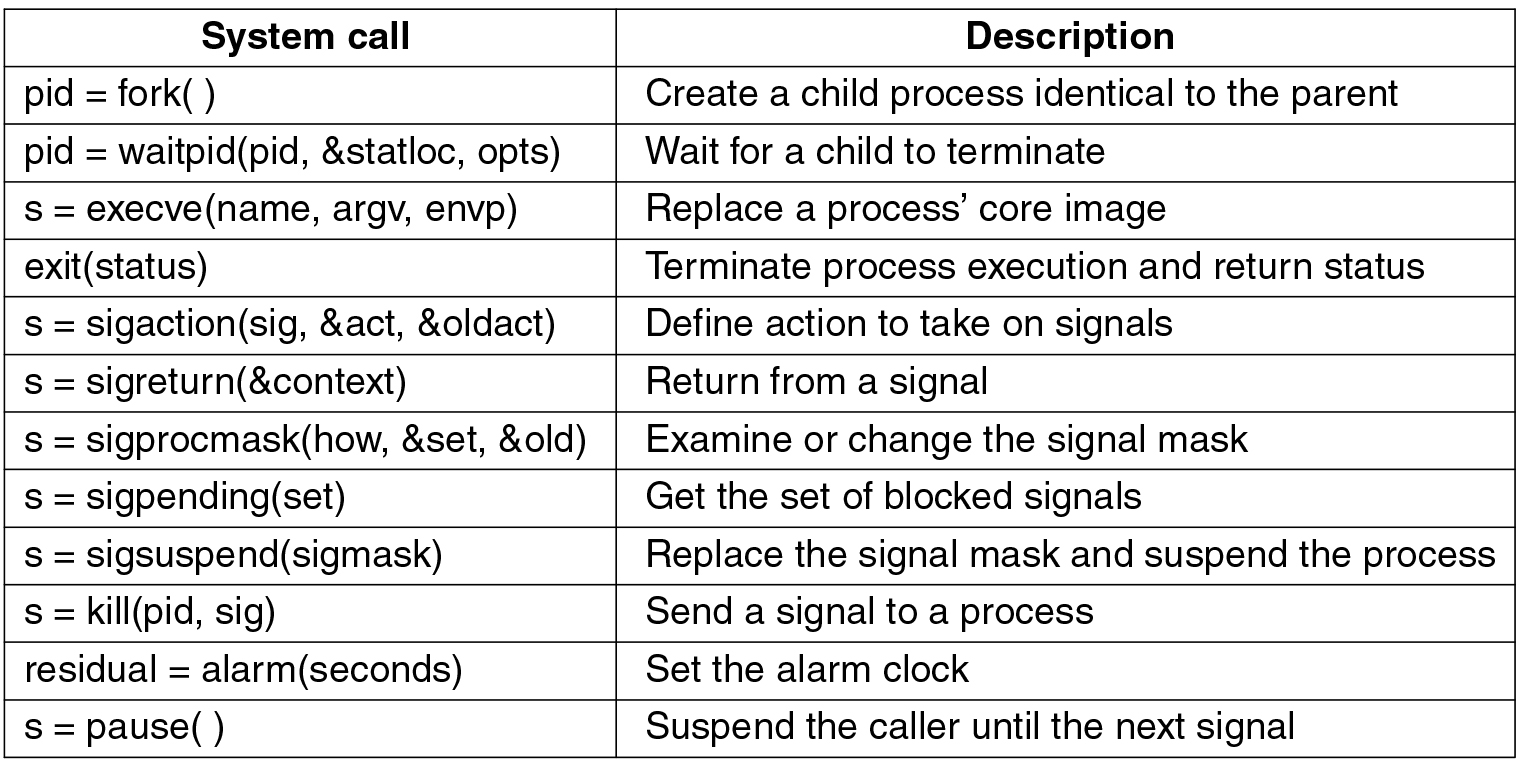 System call Description
pid = fork( ) Create a child process identical to the parent
pid = waitpid(pid, &statloc, opts) Wait for a child to terminate
s = execve(name, argv, envp) Replace a process’ core image
exit(status) Terminate process execution and return status
s = sigaction(sig, &act, &oldact) Define action to take on signals
s = sigreturn(&context) Return from a signal
s = sigprocmask(how, &set, &old) Examine or change the signal mask
s = sigpending(set) Get the set of blocked signals
s = sigsuspend(sigmask) Replace the signal mask and suspend the process
s = kill(pid, sig) Send a signal to a process
residual = alarm(seconds) Set the alarm clock
s = pause( ) Suspend the caller until the next signal